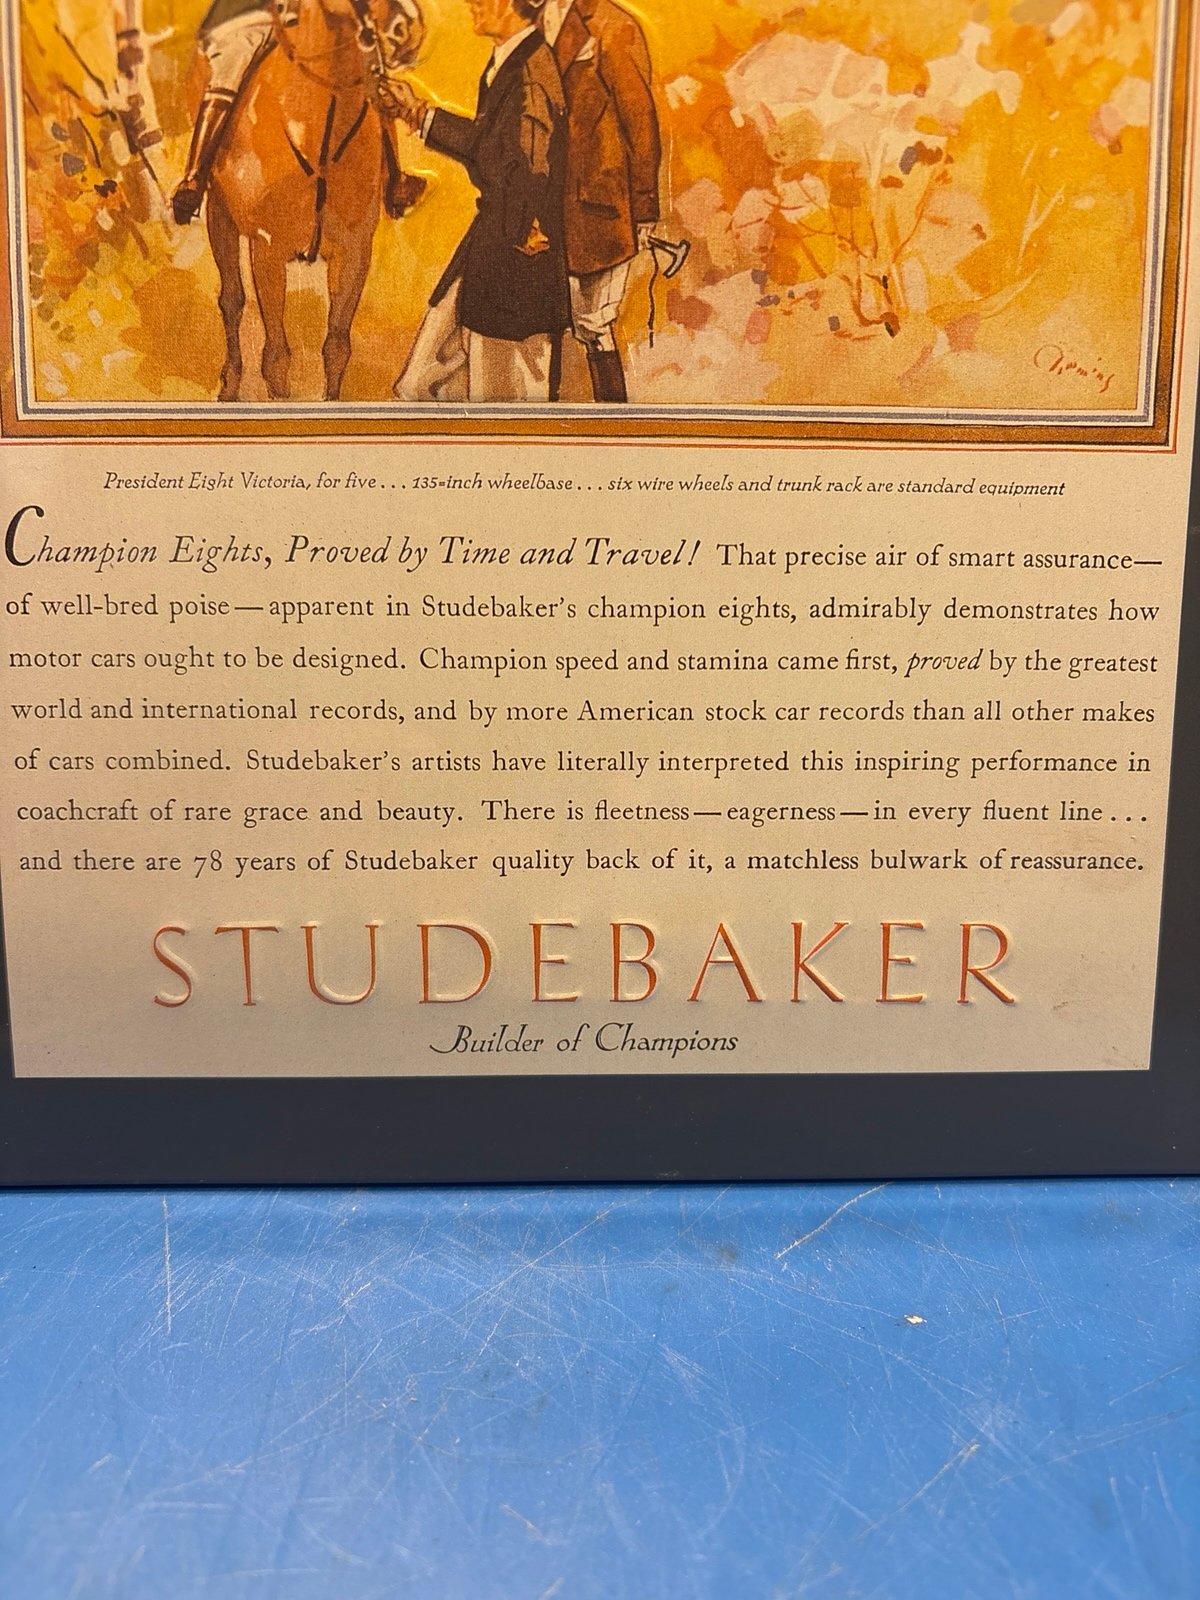 President Eight Victoria, for five . . . 135-inch wheelbase . . . six wire wheels and trunk rack are standard equipment
Champion Eights, Proved by Time and Travel! That precise air of smart assurance—
of well-bred poise — apparent in Studebaker's champion eights, admirably demonstrates how
motor cars ought to be designed. Champion speed and stamina came first, proved by the greatest
world and international records, and by more American stock car records than all other makes
of cars combined. Studebaker's artists have literally interpreted this inspiring performance in
coachcraft of rare grace and beauty. There is fleetness — eagerness — in every fluent line . . .
and there are 78 years of Studebaker quality back of it, a matchless bulwark of reassurance.
STUDEBAKER
Builder of Champions